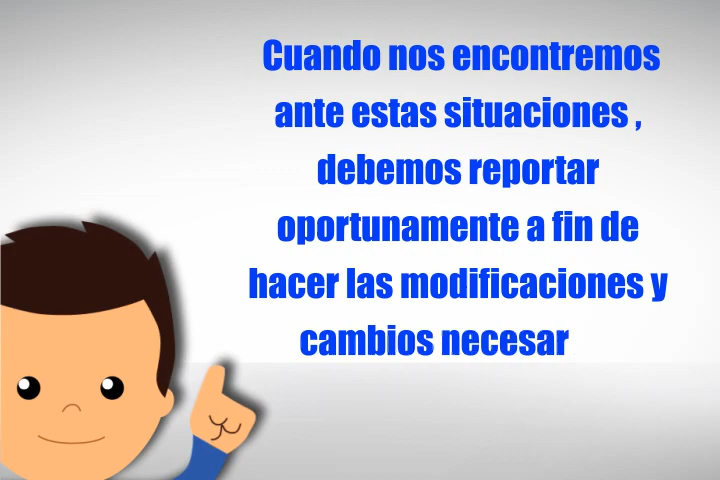 Cuando nos encontremos
ante estas situaciones ,
debemos reportar
oportunamente a fin de
hacer las modificaciones y
cambios necesar